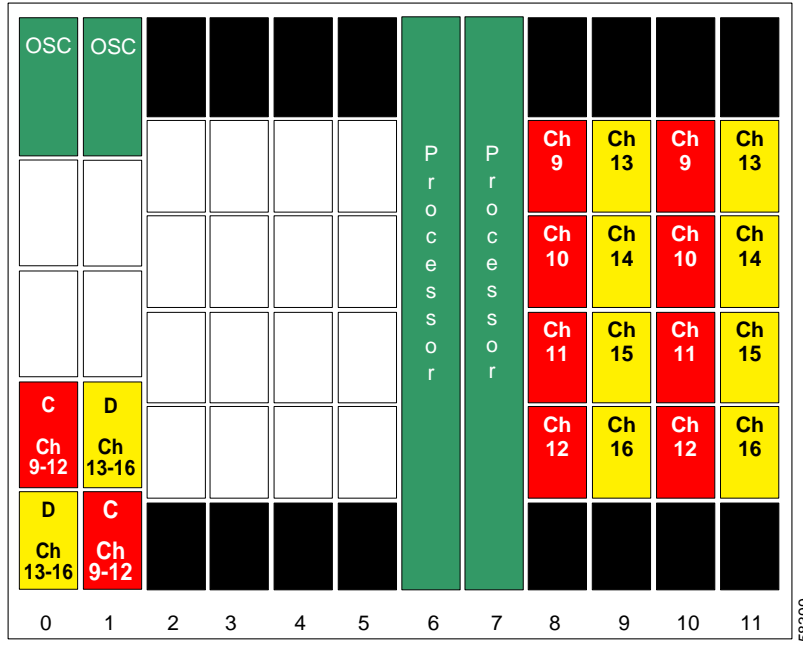 OSC OSC
Processor Processor
Ch 9 Ch 13 Ch 9 Ch 13
Ch 10 Ch 14 Ch 10 Ch 14
Ch 11 Ch 15 Ch 11 Ch 15
Ch 12 Ch 16 Ch 12 Ch 16
C D
Ch 9-12 Ch 13-16
D C
Ch 13-16 Ch 9-12
0 1 2 3 4 5 6 7 8 9 10 11